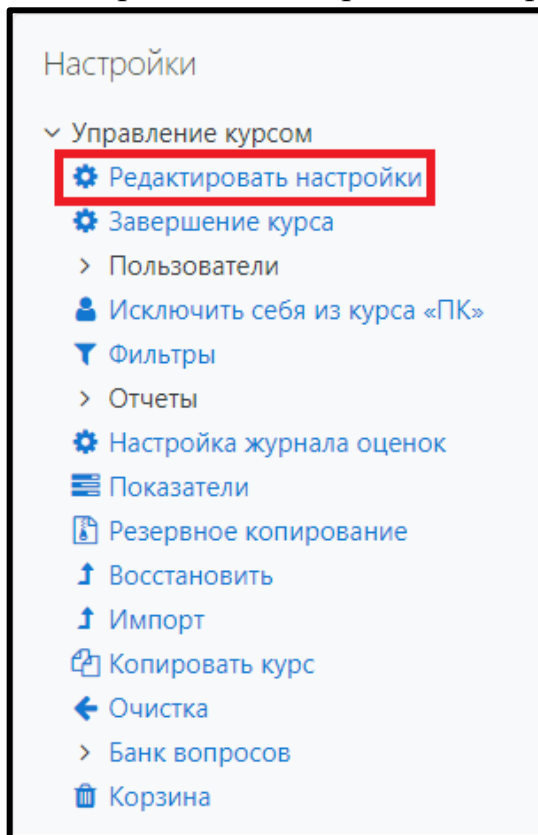 Настройки
Управление курсом
Редактировать настройки
Завершение курса
Пользователи
Исключить себя из курса «ПК»
Фильтры
Отчеты
Настройка журнала оценок
Показатели
Резервное копирование
Восстановить
Импорт
Копировать курс
Очистка
Банк вопросов
Корзина